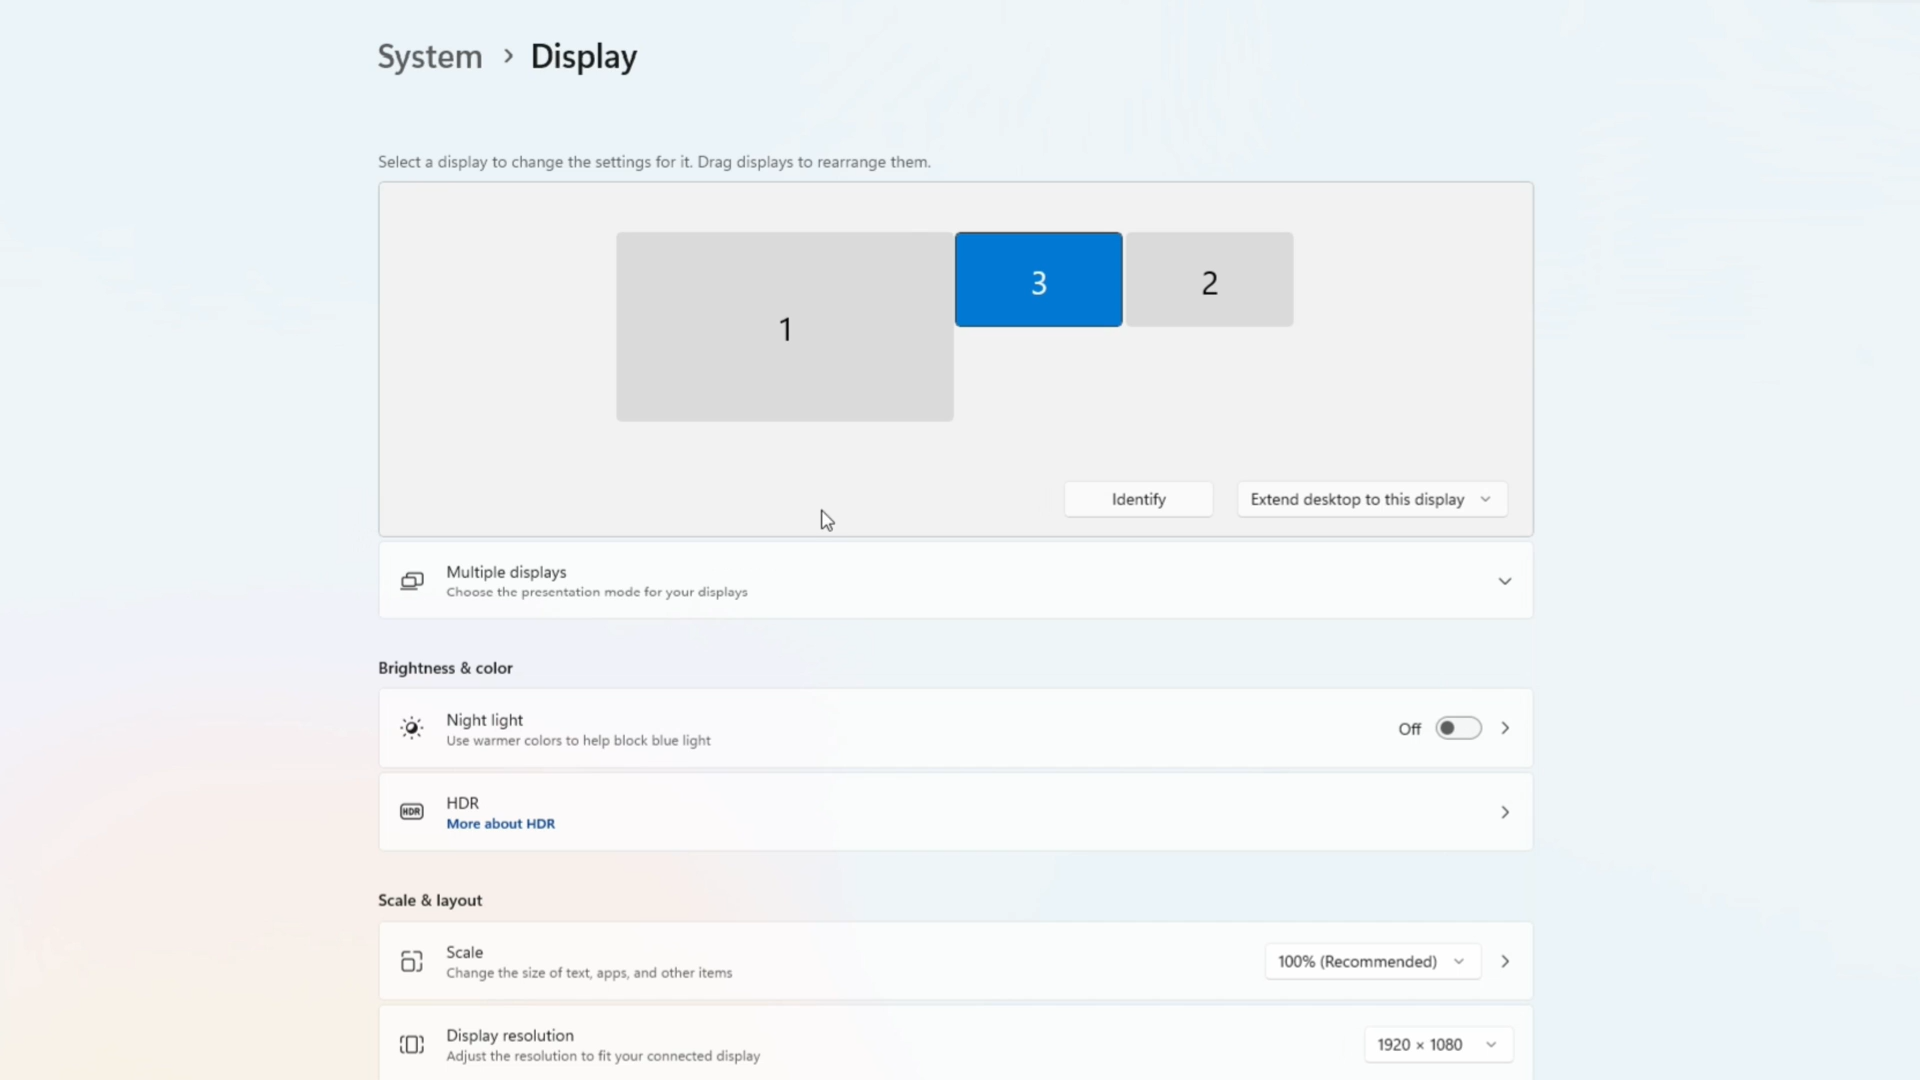 System > Display
Select a display to change the settings for it. Drag displays to rearrange them.
1
3
2
Identify
Extend desktop to this display
Multiple displays
Choose the presentation mode for your displays
Brightness & color
Night light
Use warmer colors to help block blue light
Off
HDR
HDR
More about HDR
Scale & layout
Scale
Change the size of text, apps, and other items
100% (Recommended)
Display resolution
Adjust the resolution to fit your connected display
1920 × 1080